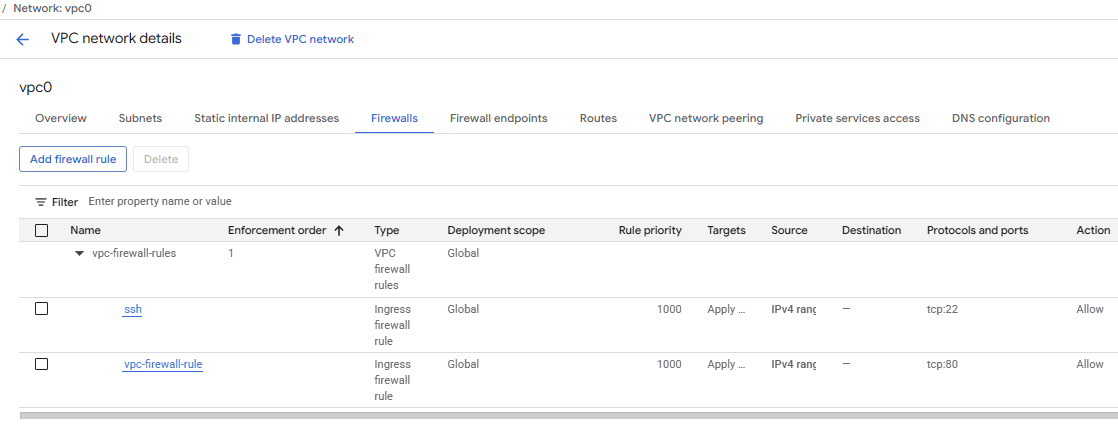 / Network: vpc0
VPC network details Delete VPC network
vpc0
Overview Subnets Static internal IP addresses Firewalls Firewall endpoints Routes VPC network peering Private services access DNS configuration
Add firewall rule Delete
Filter Enter property name or value
Name Enforcement order Type Deployment scope Rule priority Targets Source Destination Protocols and ports Action
vpc-firewall-rules 1 VPC firewall rules Global
ssh Ingress firewall rule Global 1000 Apply ... IPv4 rang — tcp:22 Allow
vpc-firewall-rule Ingress firewall rule Global 1000 Apply ... IPv4 rang — tcp:80 Allow